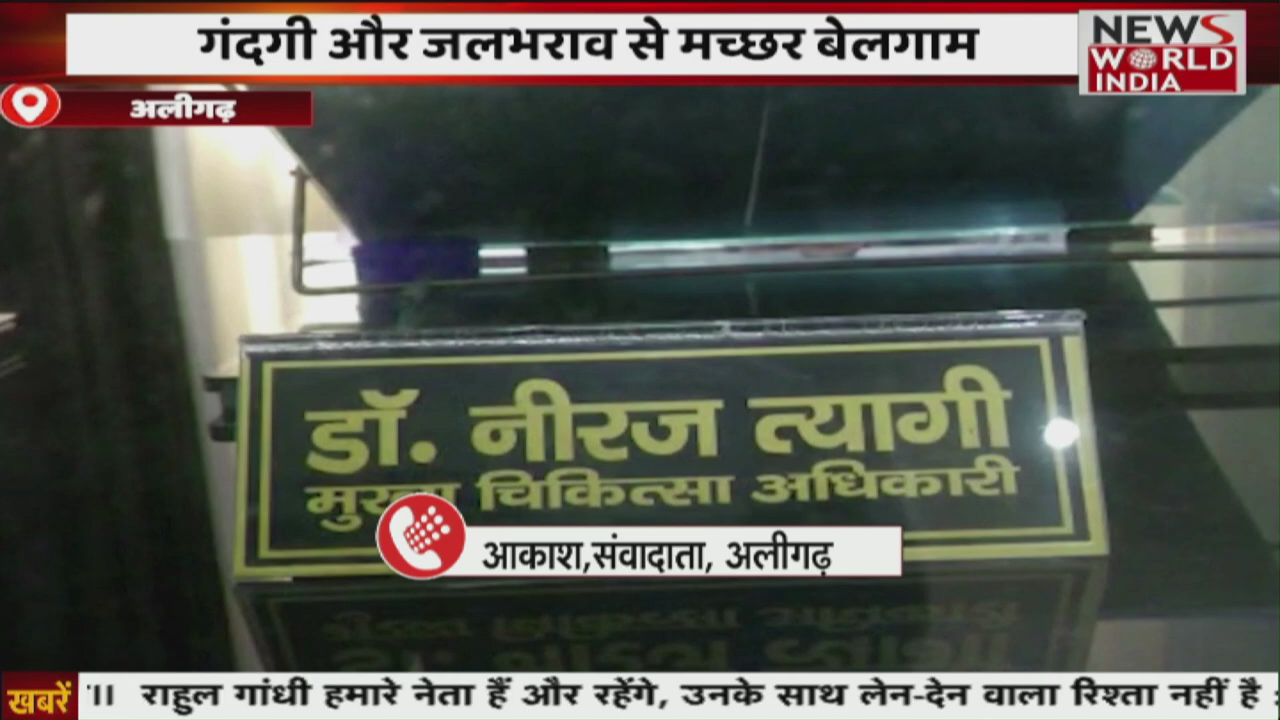 गंदगी और जलभराव से मच्छर बेलगाम
NEWS
WORLD
INDIA
अलीगढ़
डॉ. नीरज त्यागी
मुख्य चिकित्सा अधिकारी
आकाश,संवादाता, अलीगढ़
खबरें
राहुल गांधी हमारे नेता हैं और रहेंगे, उनके साथ लेन-देन वाला रिश्ता नहीं है